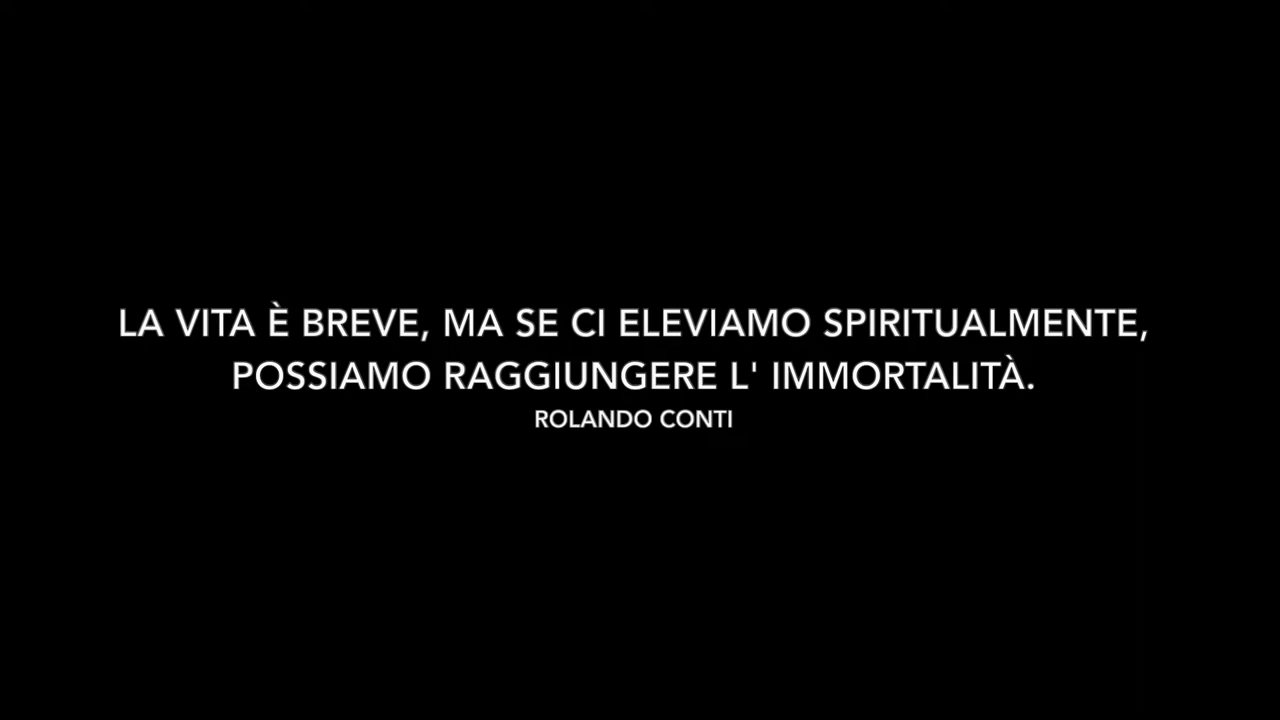 LA VITA È BREVE, MA SE CI ELEVIAMO SPIRITUALMENTE,
POSSIAMO RAGGIUNGERE L' IMMORTALITÀ.
ROLANDO CONTI